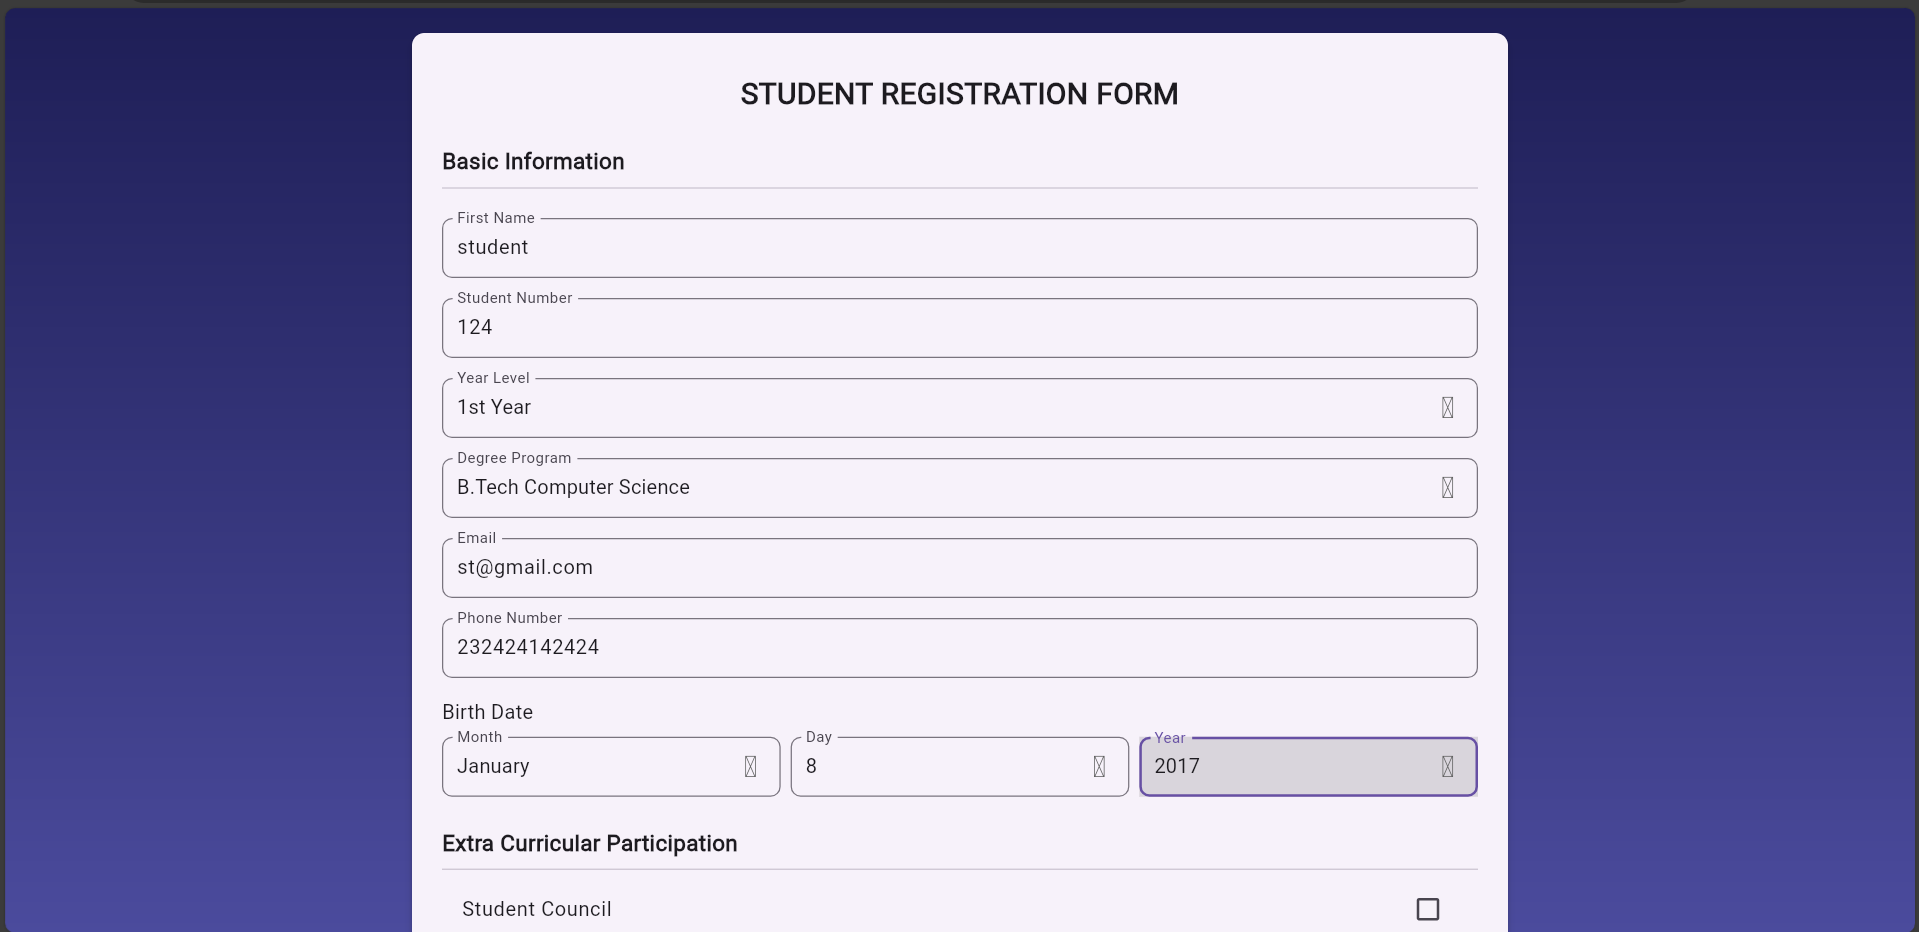 STUDENT REGISTRATION FORM
Basic Information
First Name
student
Student Number
124
Year Level
1st Year
Degree Program
B.Tech Computer Science
Email
st@gmail.com
Phone Number
232424142424
Birth Date
Month Day Year
January 8 2017
Extra Curricular Participation
Student Council